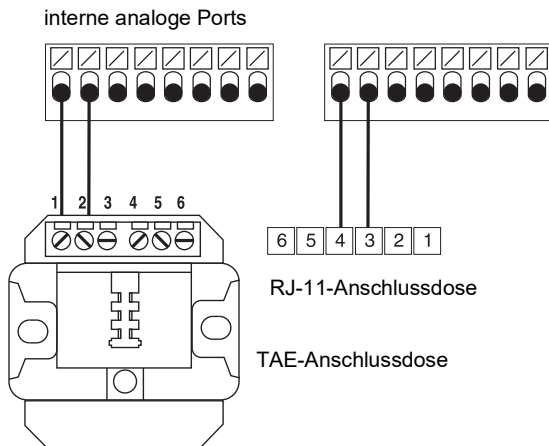 interne analoge Ports
1 2 3 4 5 6
6 5 4 3 2 1
RJ-11-Anschlussdose
TAE-Anschlussdose